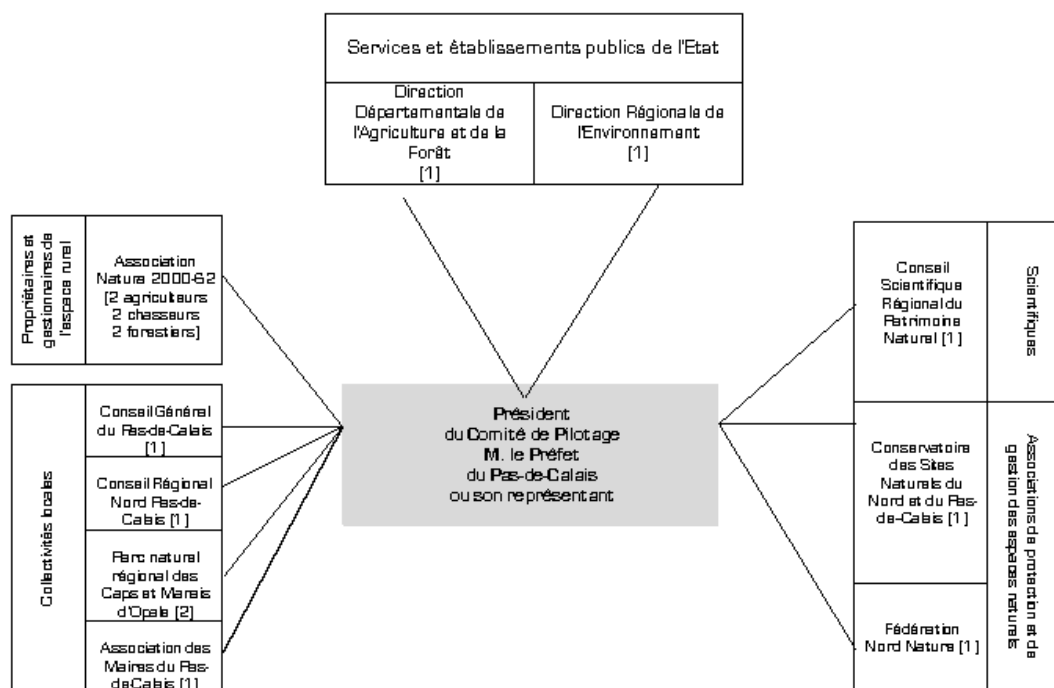 Services et établissements publics de l'Etat
Direction
Départementale de
l'Agriculture et de la
Forêt
[1]
Direction Régionale de
l'Environnement
[1]
Propriétaires et
gestionnaires de
l'espace rural
Association
Nature 2000-62
[2 agriculteurs
2 chasseurs
2 forestiers]
Collectivités locales
Conseil Général
du Pas-de-Calais
[1]
Conseil Régional
Nord Pas-de-
Calais [1]
Parc naturel
régional des
Caps et Marais
d'Opale [2]
Association des
Maires du Pas-
de-Calais [1]
Président
du Comité de Pilotage
M. le Préfet
du Pas-de-Calais
ou son représentant
Conseil
Scientifique
Régional du
Patrimoine
Naturel [1]
Scientifiques
Conservatoire
des Sites
Naturels du
Nord et du Pas-
de-Calais [1]
Fédération
Nord Nature [1]
Associations de protection et de
gestion des espaces naturels